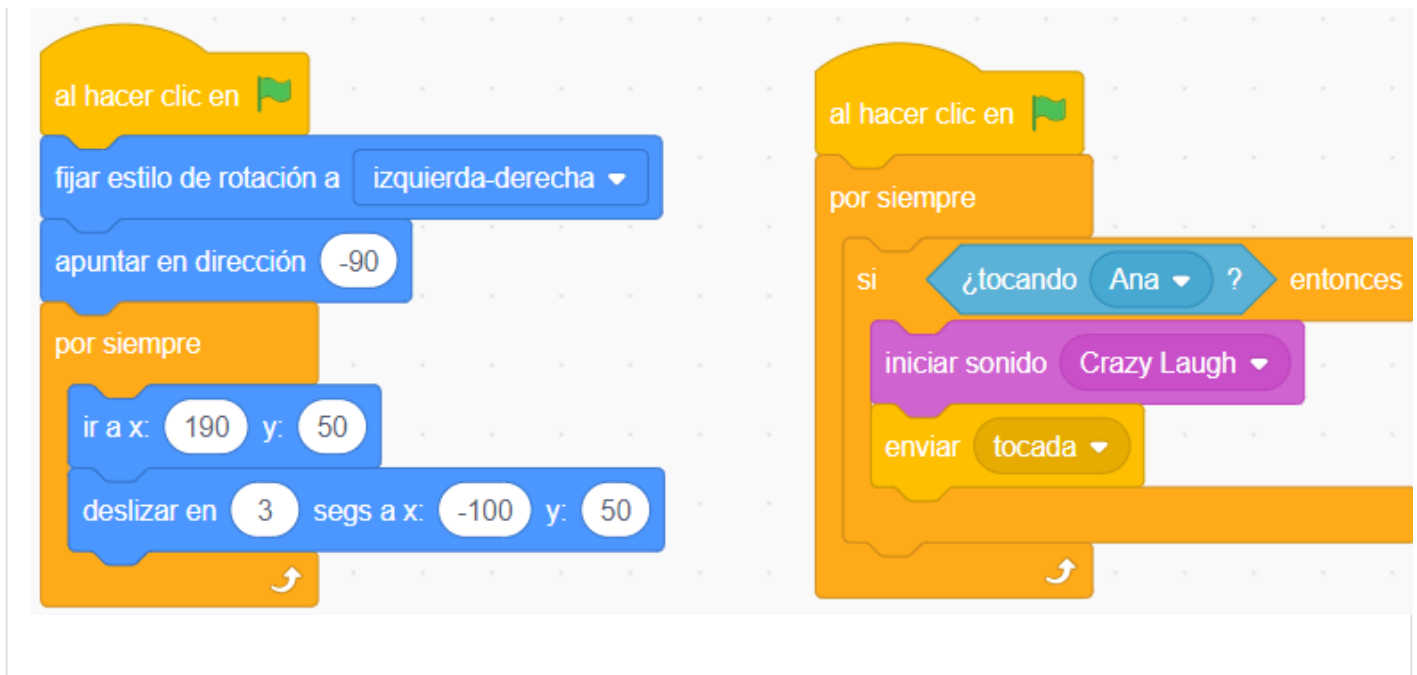 al hacer clic en
fijar estilo de rotación a izquierda-derecha
apuntar en dirección -90
por siempre
ir a x: 190 y: 50
deslizar en 3 segs a x: -100 y: 50
al hacer clic en
por siempre
si ¿tocando Ana ? entonces
iniciar sonido Crazy Laugh
enviar tocada